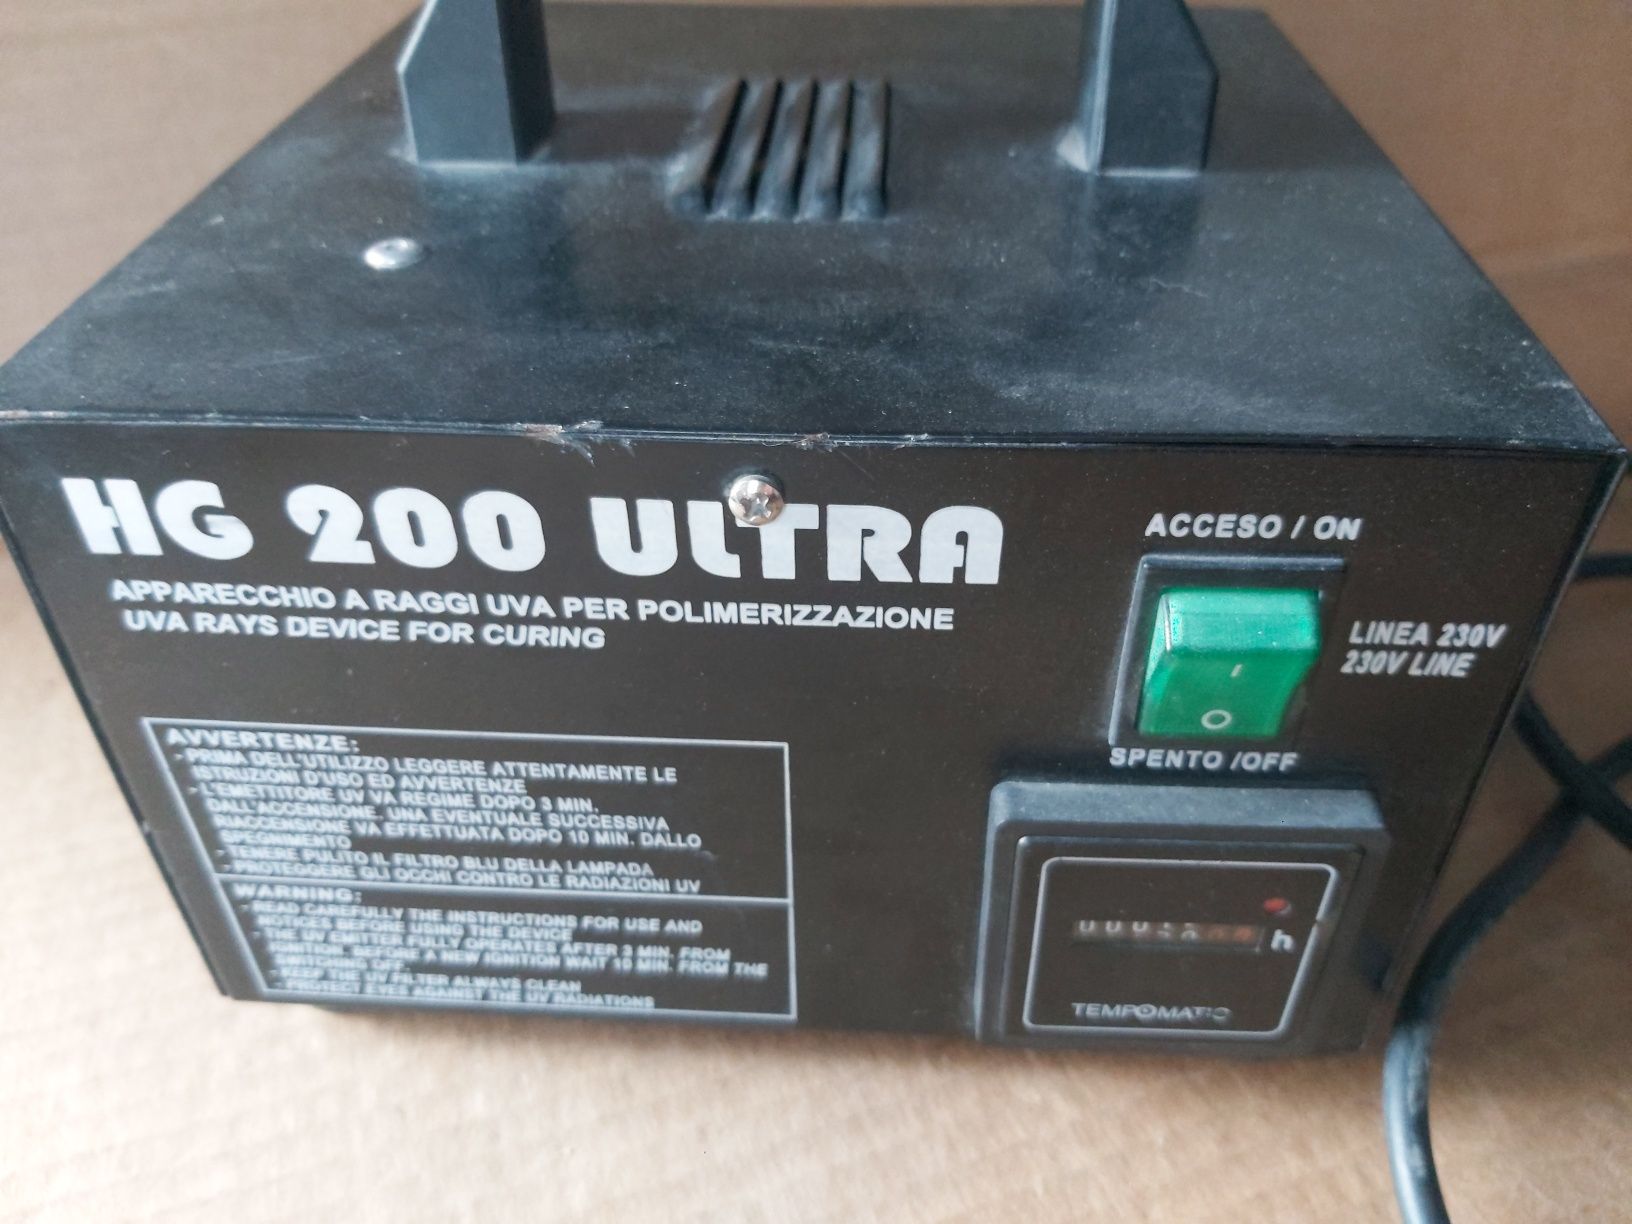 HG 200 ULTRA
APPARECCHIO A RAGGI UVA PER POLIMERIZZAZIONE
UVA RAYS DEVICE FOR CURING
ACCESO / ON
LINEA 230V
230V LINE
I
O
SPENTO /OFF
AVVERTENZE:
- PRIMA DELL'UTILIZZO LEGGERE ATTENTAMENTE LE
ISTRUZIONI D'USO ED AVVERTENZE
- L'EMETTITORE UV VA REGIME DOPO 3 MIN.
DALL'ACCENSIONE. UNA EVENTUALE SUCCESSIVA
RIACCENSIONE VA EFFETTUATA DOPO 10 MIN. DALLO
SPEGNIMENTO
- TENERE PULITO IL FILTRO BLU DELLA LAMPADA
- PROTEGGERE GLI OCCHI CONTRO LE RADIAZIONI UV
WARNING:
- READ CAREFULLY THE INSTRUCTIONS FOR USE AND
NOTICES BEFORE USING THE DEVICE
- THE UV EMITTER FULLY OPERATES AFTER 3 MIN. FROM
IGNITION. BEFORE A NEW IGNITION WAIT 10 MIN. FROM THE
SWITCHING OFF.
- KEEP THE UV FILTER ALWAYS CLEAN
- PROTECT EYES AGAINST THE UV RADIATIONS
h
TEMPOMATIC